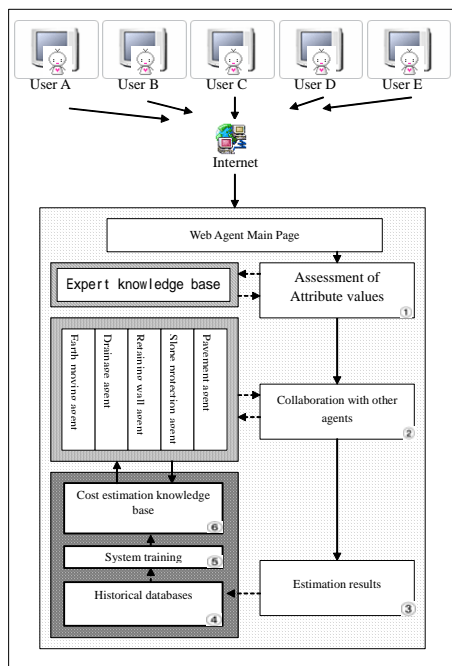 User A
User B
User C
User D
User E
Internet
Web Agent Main Page
Expert knowledge base
Assessment of
Attribute values
1
Earth moving agent
Drainage agent
Retaining wall agent
Slope protection agent
Pavement agent
Collaboration with other
agents
2
Cost estimation knowledge
base
6
System training
5
Historical databases
4
Estimation results
3